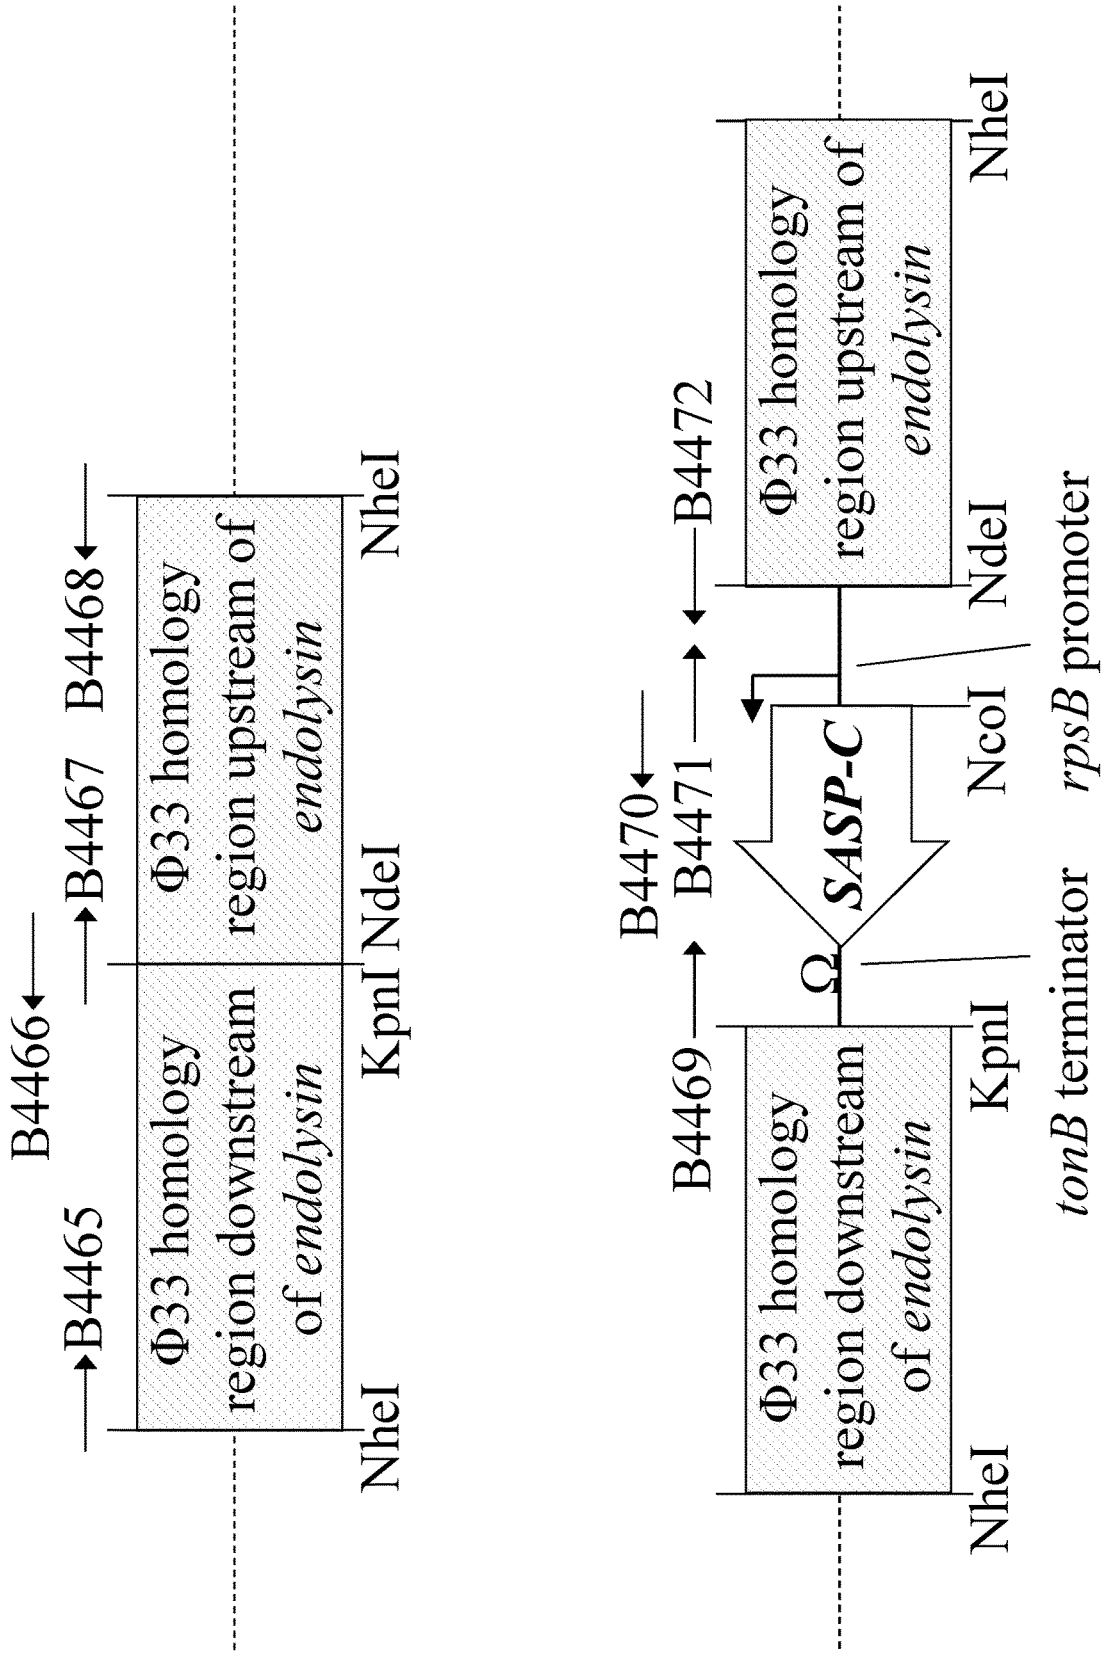 B4466
B4465
B4467
B4468
Φ33 homology
region downstream
of endolysin
Φ33 homology
region upstream of
endolysin
NheI
KpnI
NdeI
NheI
B4470
B4469
B4471
B4472
Φ33 homology
region downstream
of endolysin
Ω
SASP-C
Φ33 homology
region upstream of
endolysin
NheI
KpnI
NcoI
NdeI
NheI
tonB terminator
rpsB promoter